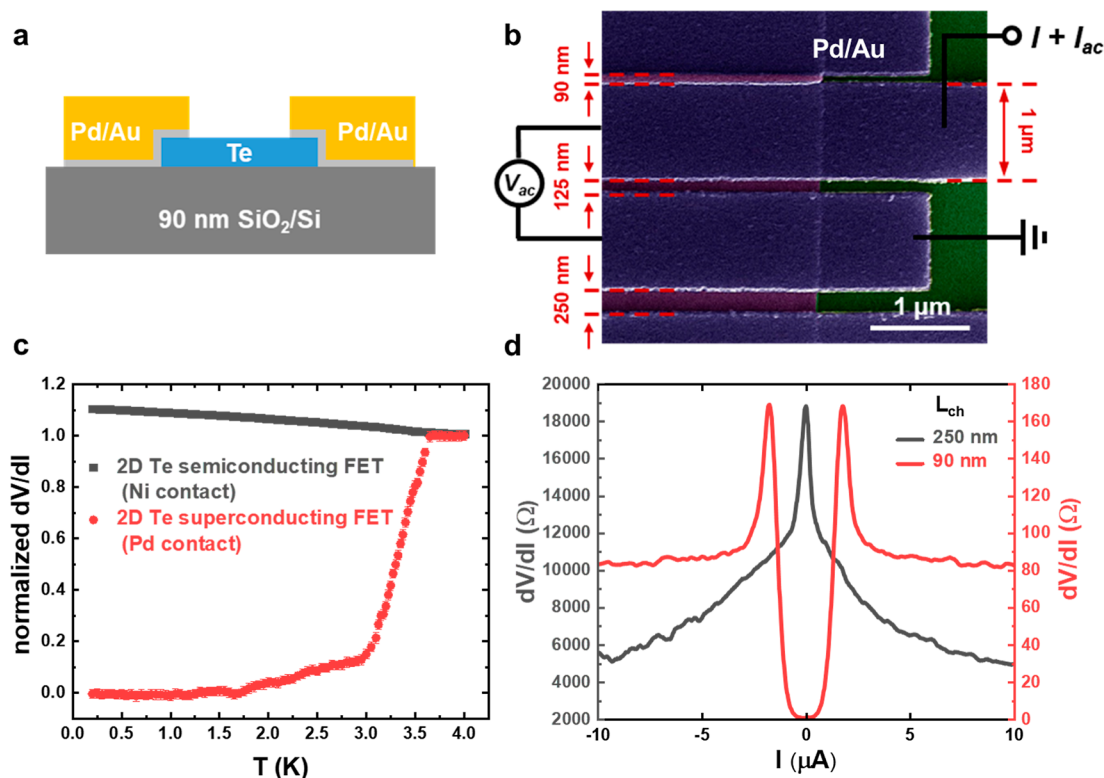 a
Pd/Au
Pd/Au
Te
90 nm SiO₂/Si
b
Pd/Au
I + I_ac
90 nm
1 μm
V_ac
125 nm
250 nm
1 μm
c
normalized dV/dI
1.2
1.0
0.8
0.6
0.4
0.2
0.0
2D Te semiconducting FET
(Ni contact)
2D Te superconducting FET
(Pd contact)
0.0 0.5 1.0 1.5 2.0 2.5 3.0 3.5 4.0
T (K)
d
dV/dI (Ω)
20000
18000
16000
14000
12000
10000
8000
6000
4000
2000
L_ch
250 nm
90 nm
180
160
140
120
100
80
60
40
20
0
dV/dI (Ω)
-10 -5 0 5 10
I (μA)